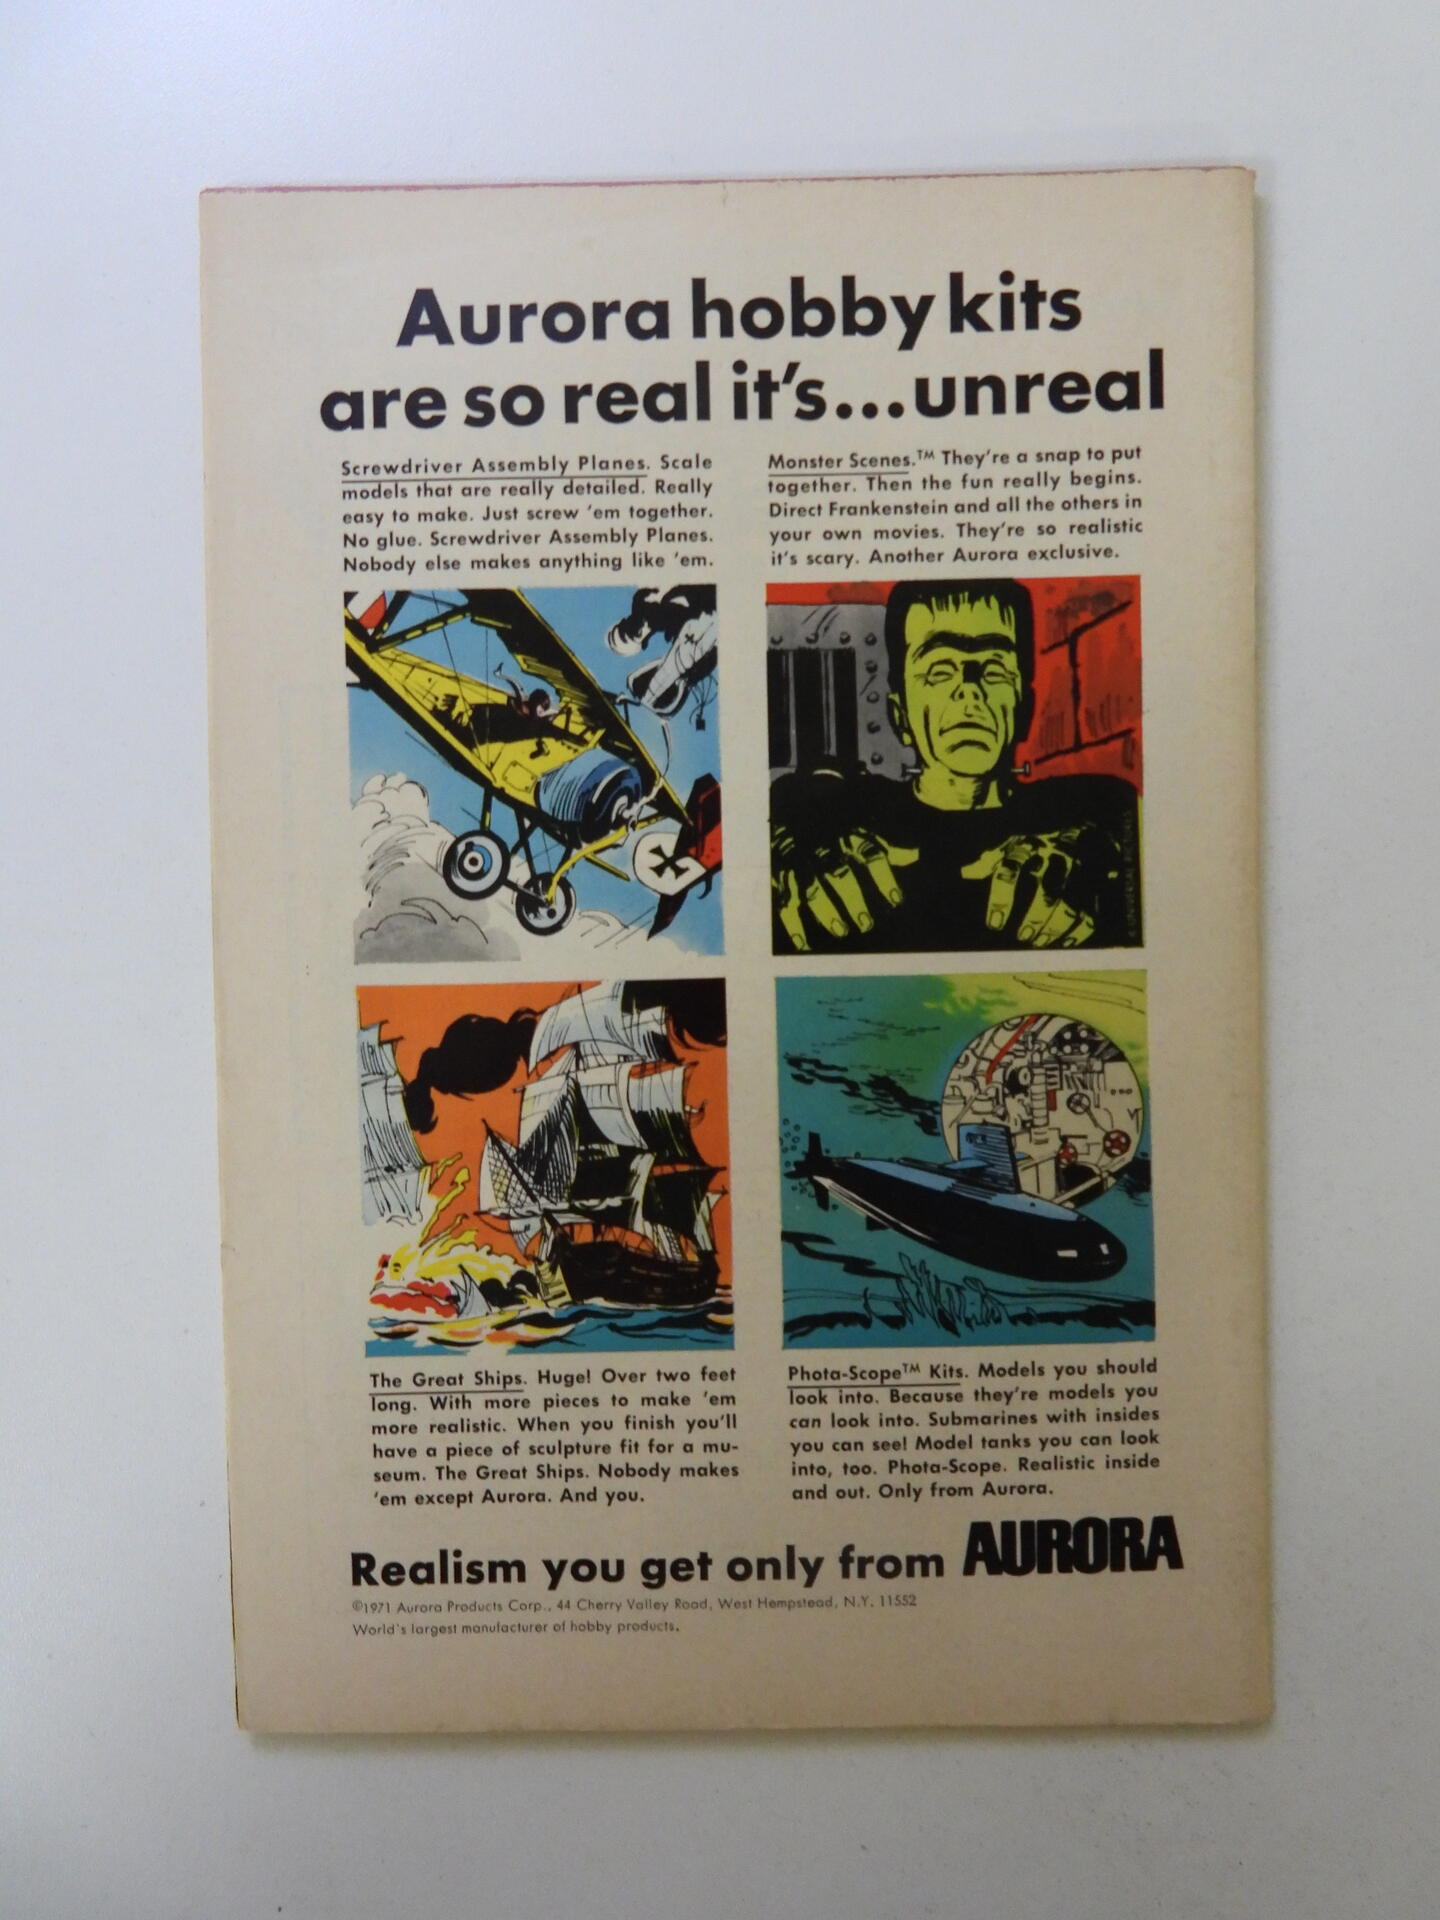 Aurora hobby kits
are so real it's...unreal
Screwdriver Assembly Planes. Scale
models that are really detailed. Really
easy to make. Just screw 'em together.
No glue. Screwdriver Assembly Planes.
Nobody else makes anything like 'em.
Monster Scenes.™ They're a snap to put
together. Then the fun really begins.
Direct Frankenstein and all the others in
your own movies. They're so realistic
it's scary. Another Aurora exclusive.
© UNIVERSAL PICTURES
The Great Ships. Huge! Over two feet
long. With more pieces to make 'em
more realistic. When you finish you'll
have a piece of sculpture fit for a mu-
seum. The Great Ships. Nobody makes
'em except Aurora. And you.
Phota-Scope™ Kits. Models you should
look into. Because they're models you
can look into. Submarines with insides
you can see! Model tanks you can look
into, too. Phota-Scope. Realistic inside
and out. Only from Aurora.
Realism you get only from AURORA
©1971 Aurora Products Corp., 44 Cherry Valley Road, West Hempstead, N.Y. 11552
World's largest manufacturer of hobby products.